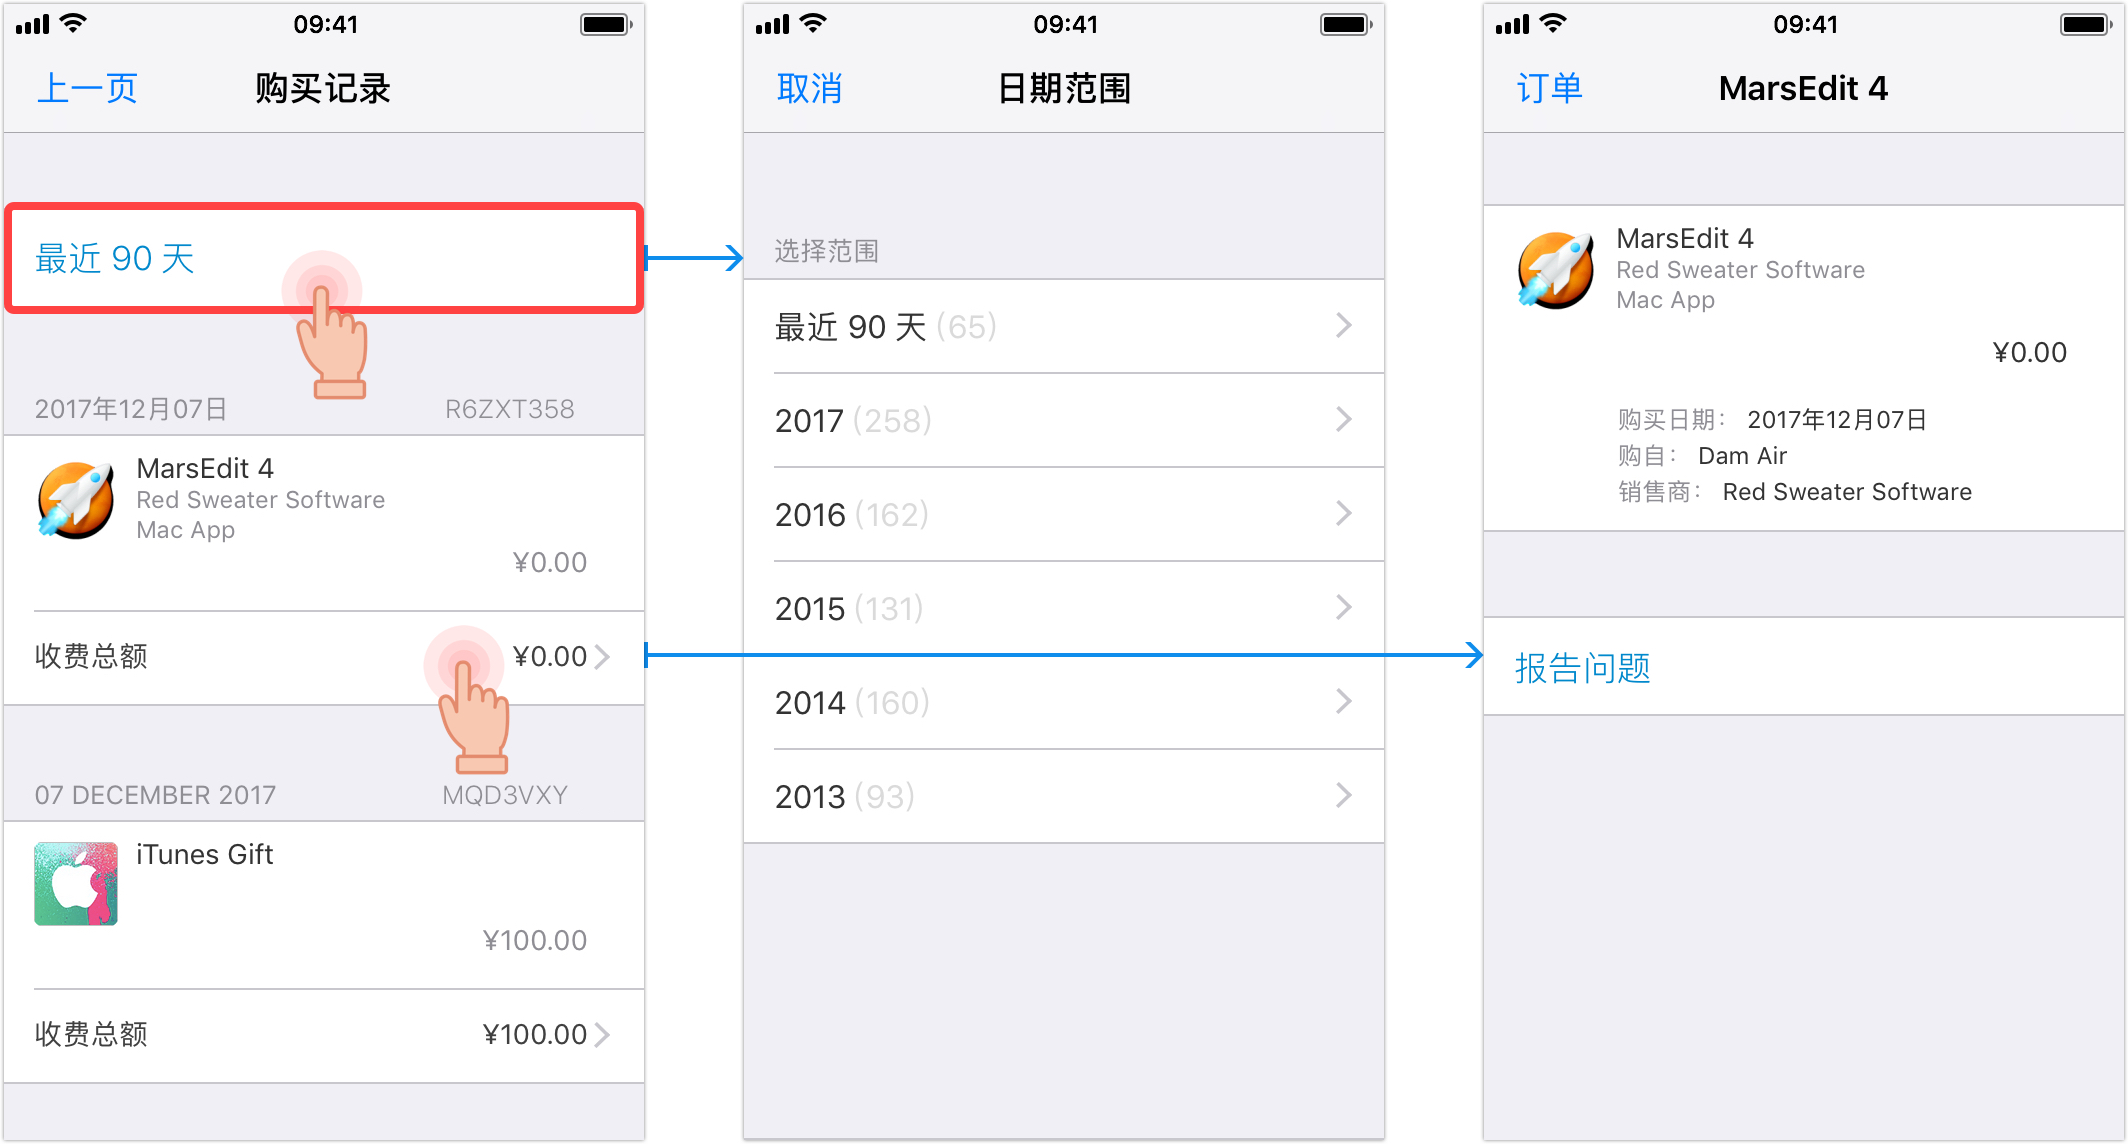 09:41
上一页
购买记录
最近 90 天
2017年12月07日
R6ZXT358
MarsEdit 4
Red Sweater Software
Mac App
¥0.00
收费总额
¥0.00
07 DECEMBER 2017
MQD3VXY
iTunes Gift
¥100.00
收费总额
¥100.00
09:41
取消
日期范围
选择范围
最近 90 天 (65)
2017 (258)
2016 (162)
2015 (131)
2014 (160)
2013 (93)
09:41
订单
MarsEdit 4
MarsEdit 4
Red Sweater Software
Mac App
¥0.00
购买日期： 2017年12月07日
购自： Dam Air
销售商： Red Sweater Software
报告问题